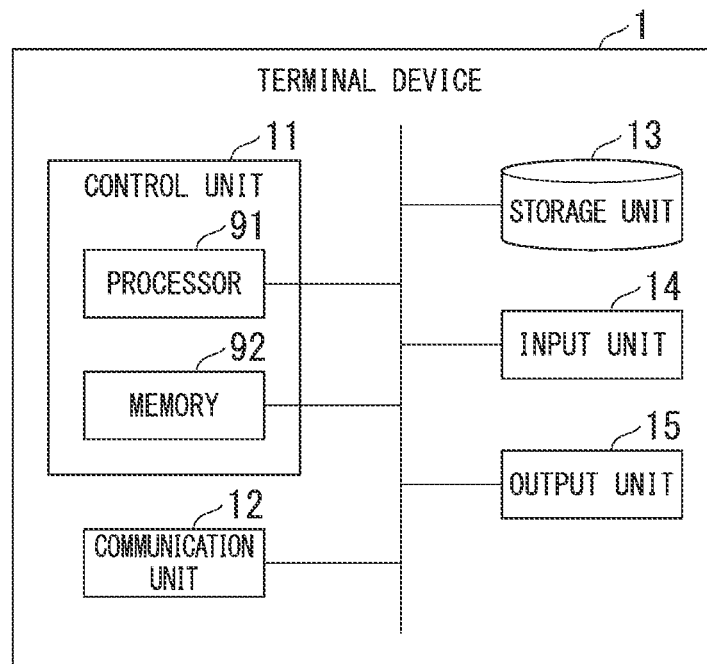 1
TERMINAL DEVICE
11
CONTROL UNIT
91
PROCESSOR
92
MEMORY
12
COMMUNICATION
UNIT
13
STORAGE UNIT
14
INPUT UNIT
15
OUTPUT UNIT